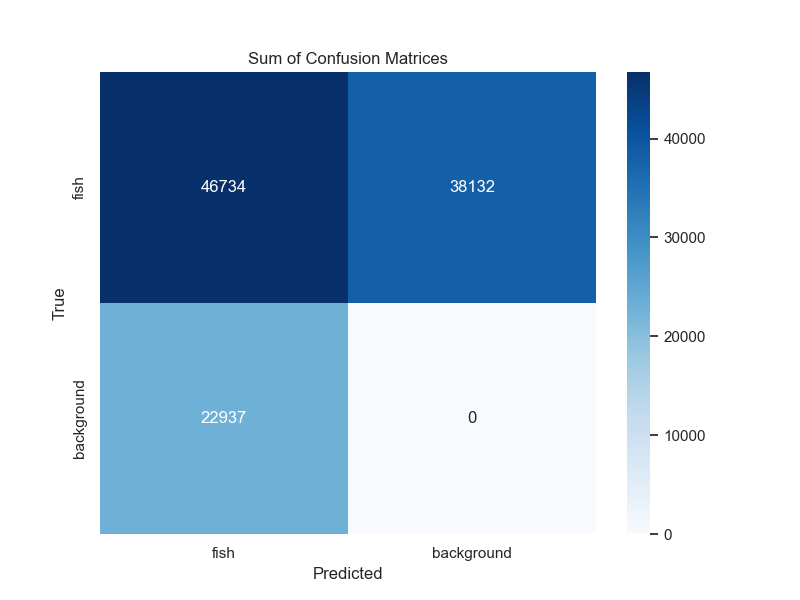 Sum of Confusion Matrices
True
fish
background
46734
38132
22937
0
fish
background
Predicted
40000
30000
20000
10000
0